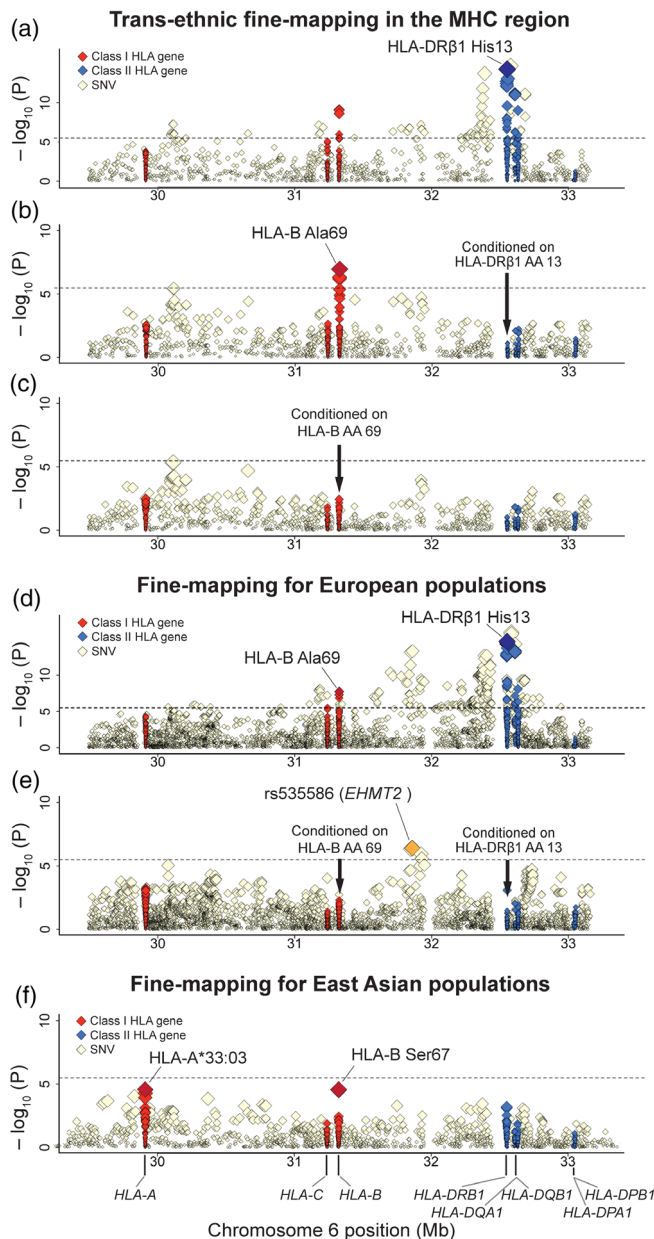 (a)
Trans-ethnic fine-mapping in the MHC region
HLA-DRβ1 His13
Class I HLA gene
Class II HLA gene
SNV
− log10 (P)
10
5
0
30
31
32
33
(b)
HLA-B Ala69
Conditioned on
HLA-DRβ1 AA 13
− log10 (P)
10
5
0
30
31
32
33
(c)
Conditioned on
HLA-B AA 69
− log10 (P)
10
5
0
30
31
32
33
Fine-mapping for European populations
(d)
HLA-DRβ1 His13
Class I HLA gene
Class II HLA gene
SNV
HLA-B Ala69
− log10 (P)
10
5
0
30
31
32
33
(e)
rs535586 (EHMT2 )
Conditioned on
HLA-B AA 69
Conditioned on
HLA-DRβ1 AA 13
− log10 (P)
10
5
0
30
31
32
33
Fine-mapping for East Asian populations
(f)
Class I HLA gene
Class II HLA gene
SNV
HLA-A*33:03
HLA-B Ser67
− log10 (P)
10
5
0
30
31
32
33
HLA-A
HLA-C
HLA-B
HLA-DRB1
HLA-DQB1
HLA-DPB1
HLA-DQA1
HLA-DPA1
Chromosome 6 position (Mb)